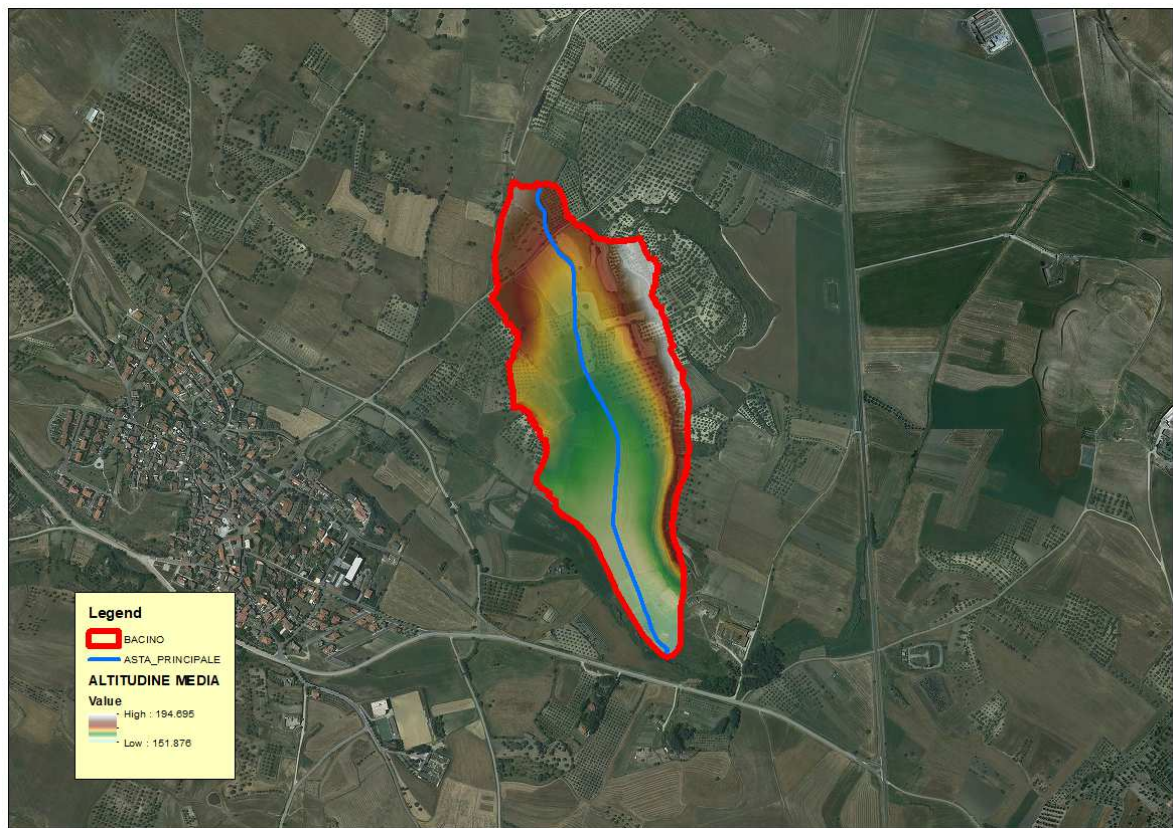 Legend
BACINO
ASTA_PRINCIPALE
ALTITUDINE MEDIA
Value
High : 194.695
Low : 151.876